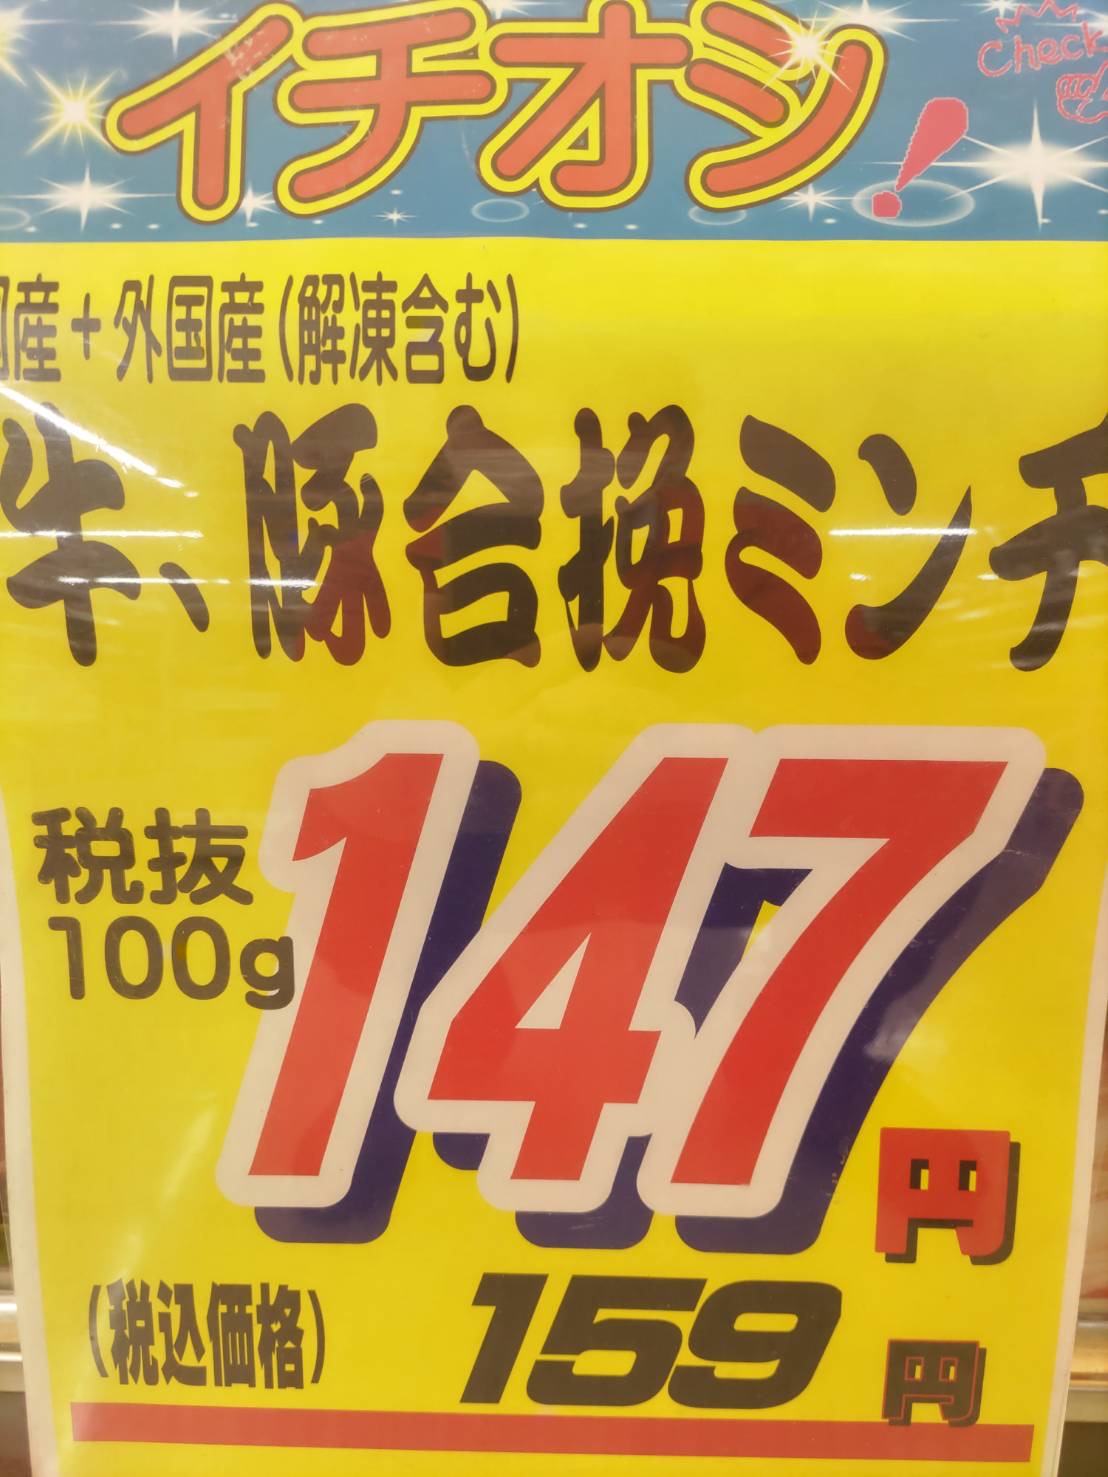 イチオシ!
Check
国産+外国産(解凍含む)
牛、豚合挽ミンチ
税抜
100g
147円
(税込価格)
159円